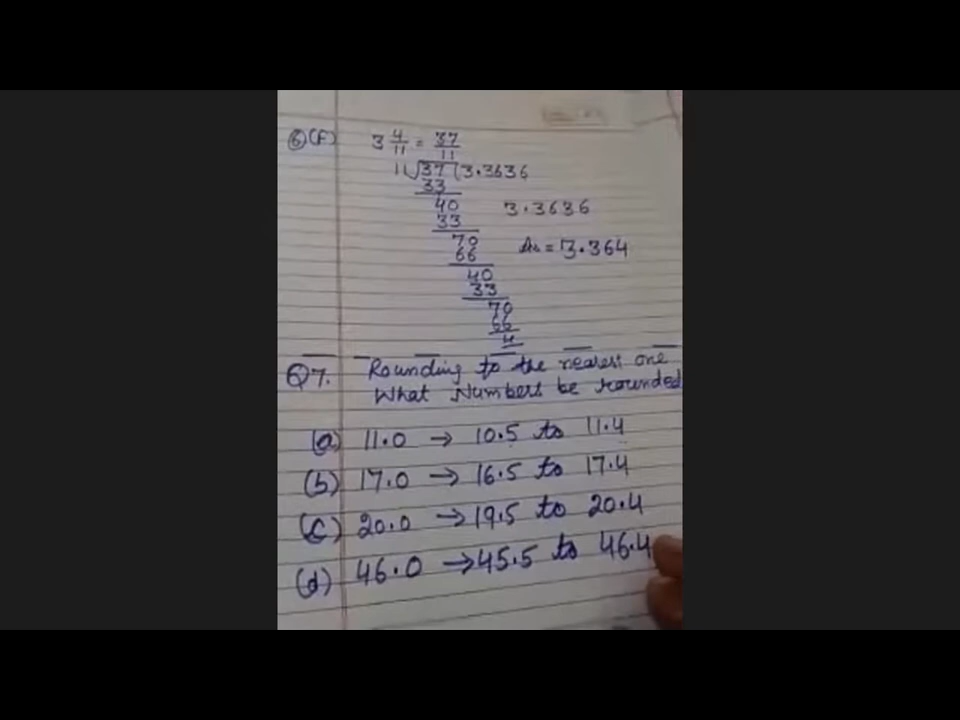 6(F) 3 4/11 = 37/11
11√37(3.3636
33
40
33
3.3636
70
66
Ans = 3.364
40
33
70
66
4
Q7. Rounding to the nearest one
What Numbers be rounded
(a) 11.0 → 10.5 to 11.4
(b) 17.0 → 16.5 to 17.4
(c) 20.0 → 19.5 to 20.4
(d) 46.0 → 45.5 to 46.4